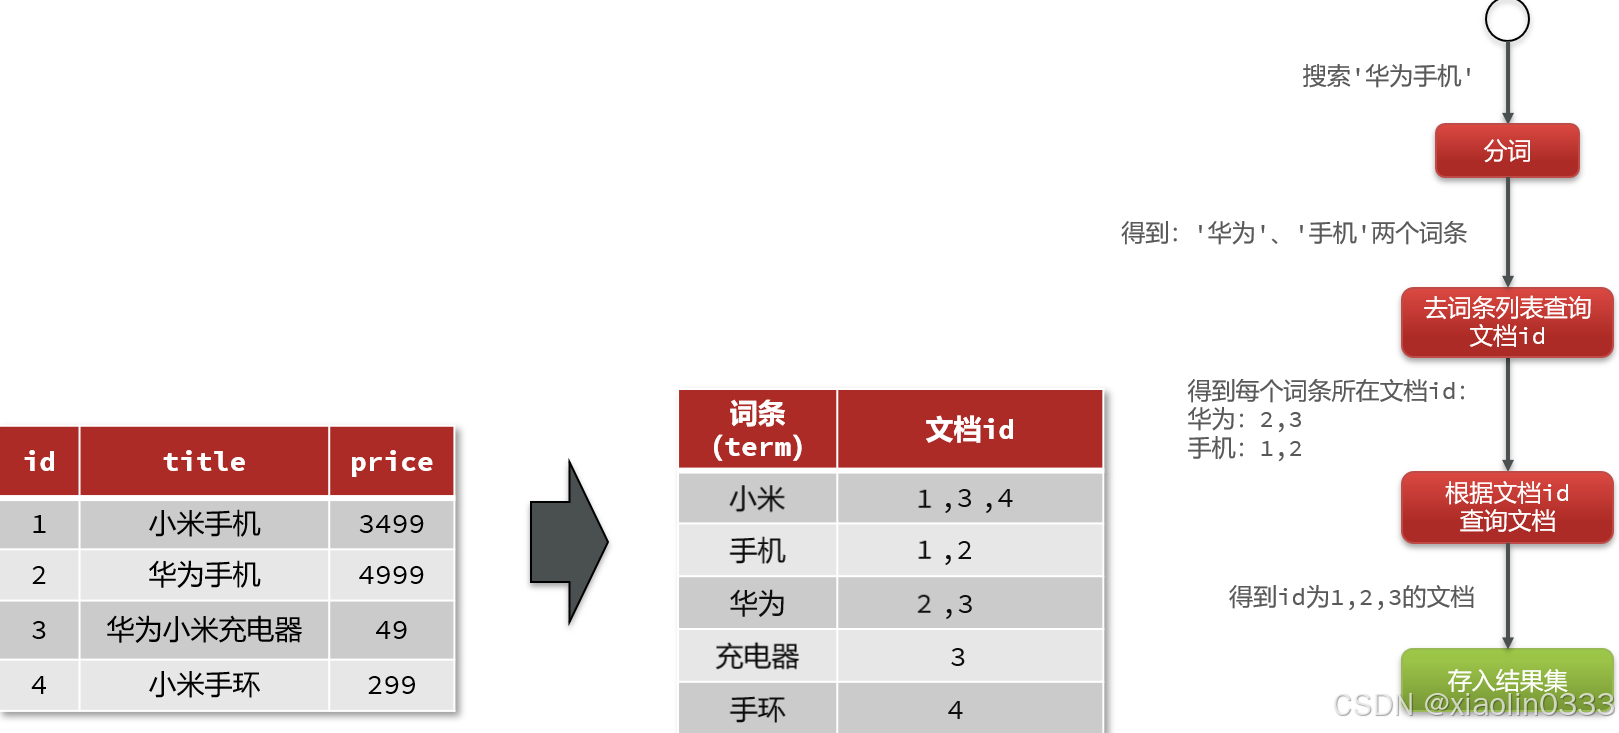 id title price
1 小米手机 3499
2 华为手机 4999
3 华为小米充电器 49
4 小米手环 299
词条
(term) 文档id
小米 1 ,3 ,4
手机 1 ,2
华为 2 ,3
充电器 3
手环 4
搜索'华为手机'
分词
得到：'华为'、'手机'两个词条
去词条列表查询
文档id
得到每个词条所在文档id：
华为：2,3
手机：1,2
根据文档id
查询文档
得到id为1,2,3的文档
存入结果集
CSDN @xiaolin0333